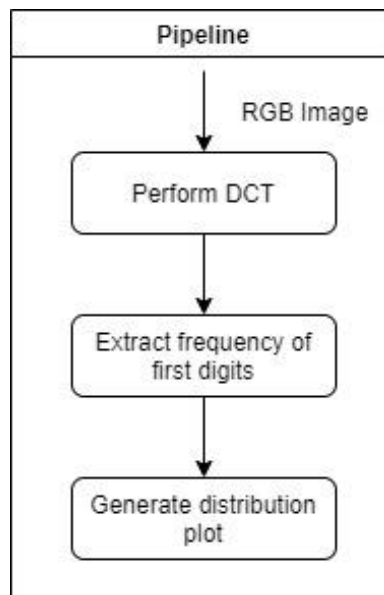 Pipeline
RGB Image
Perform DCT
Extract frequency of
first digits
Generate distribution
plot